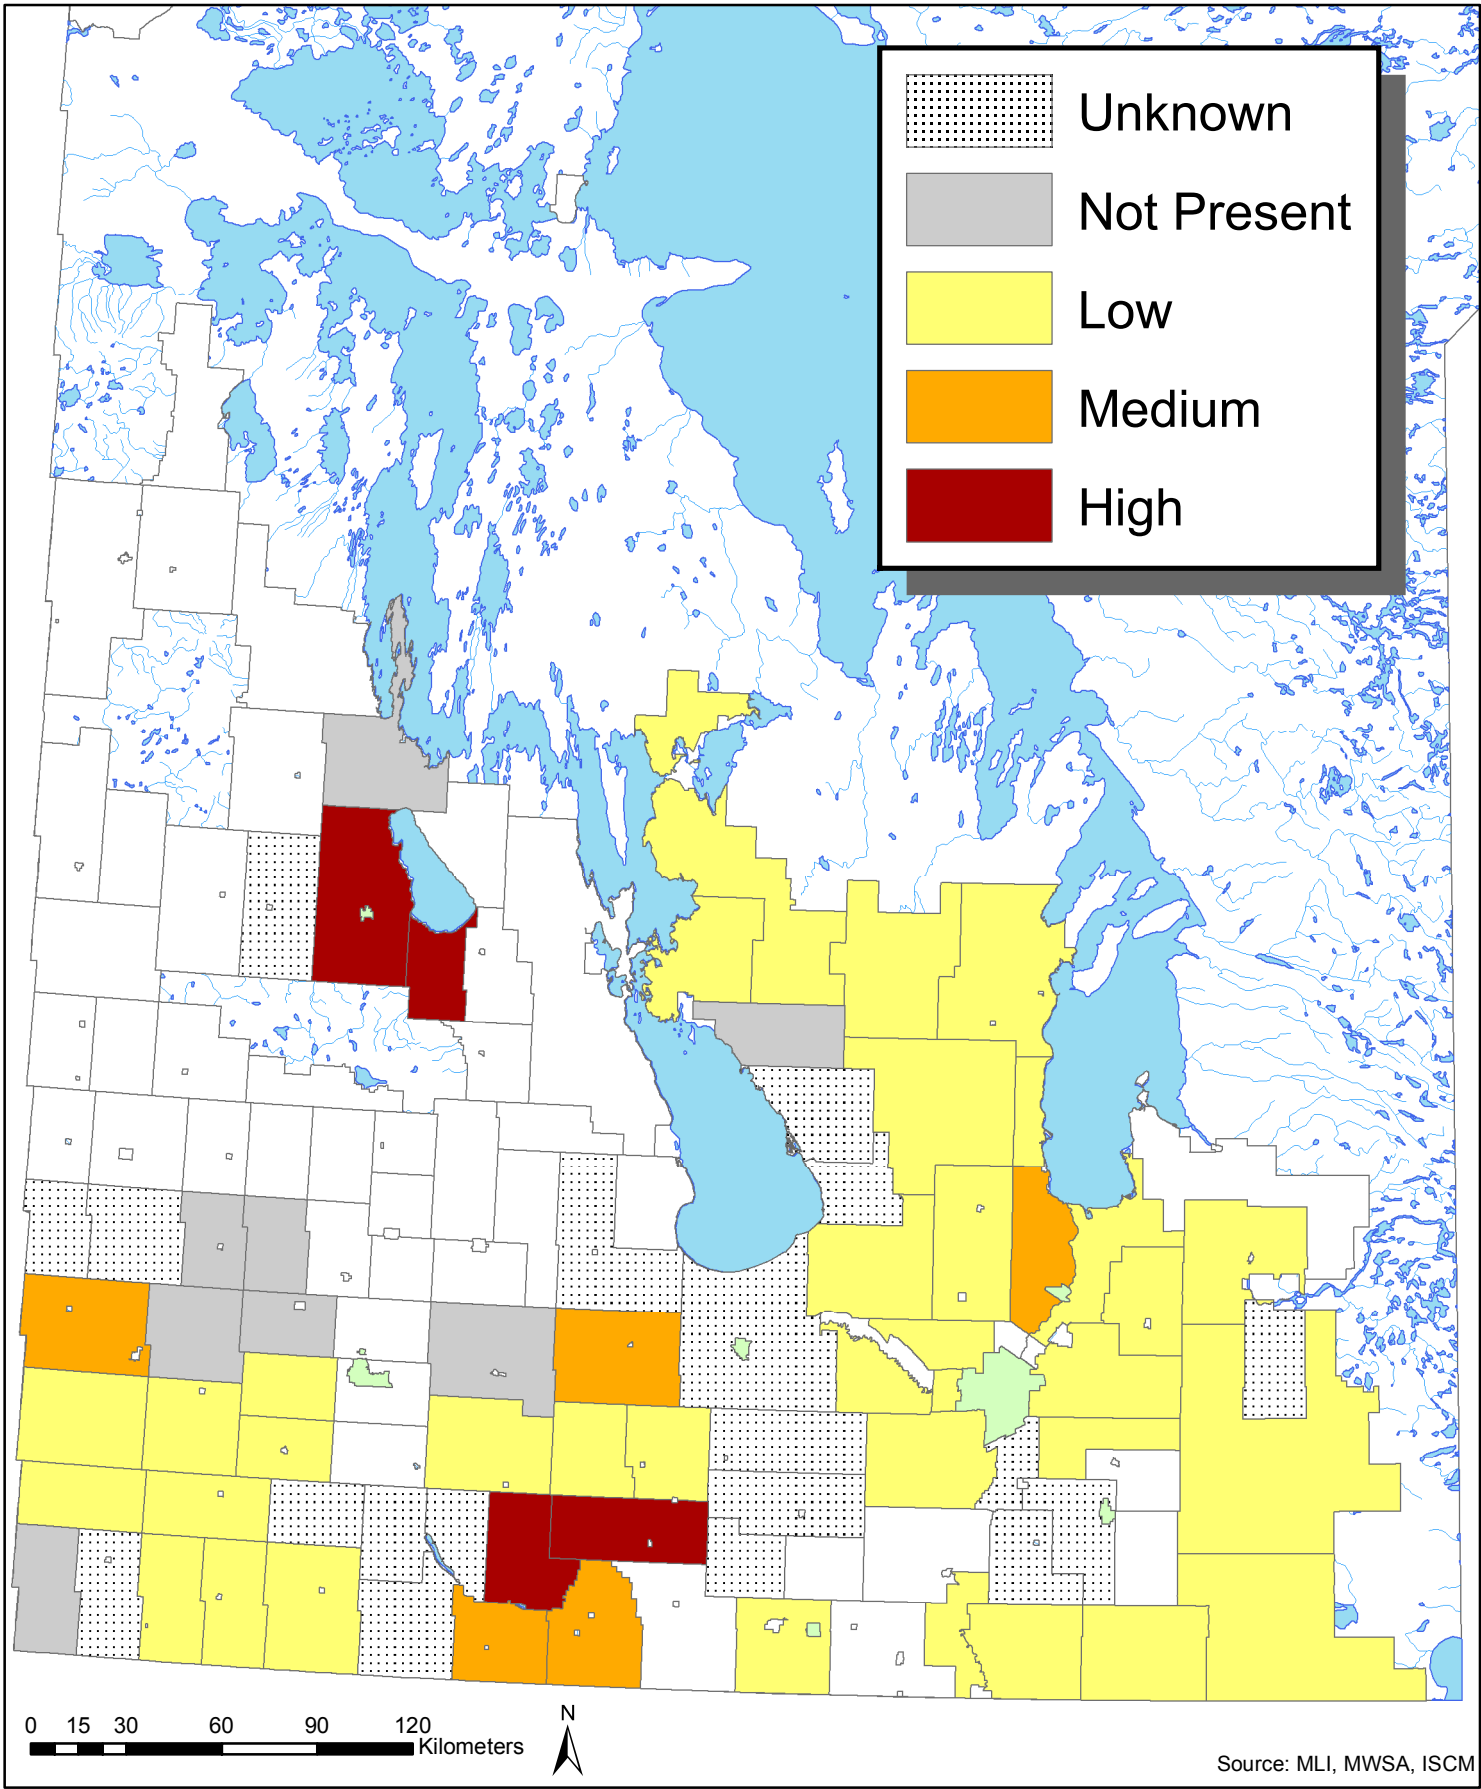 Unknown
Not Present
Low
Medium
High
0 15 30 60 90 120
Kilometers
N
Source: MLI, MWSA, ISCM